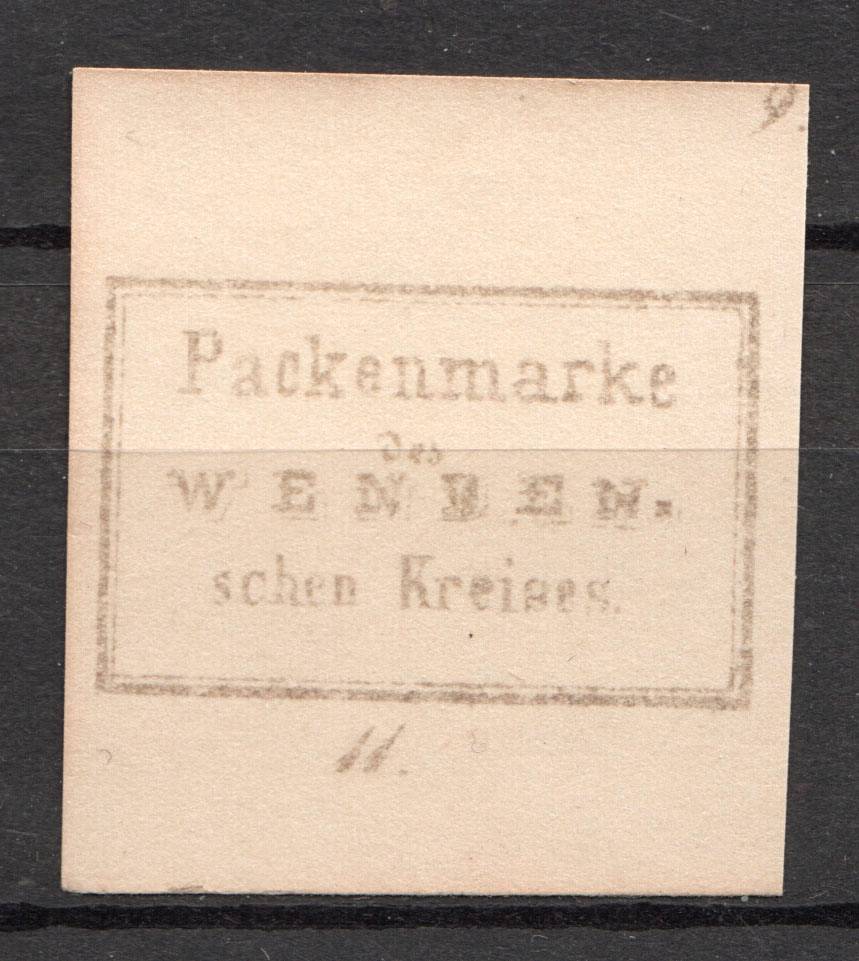 Packenmarke
des
WENDEN-
schen Kreises.
11.